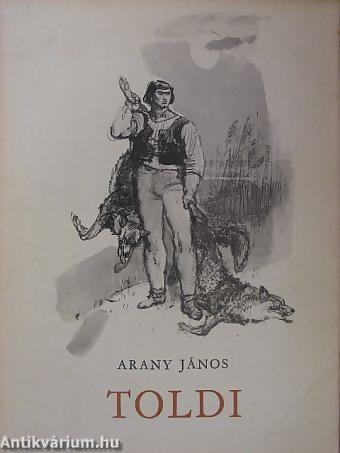 ARANY JÁNOS
TOLDI
Antikvárium.hu